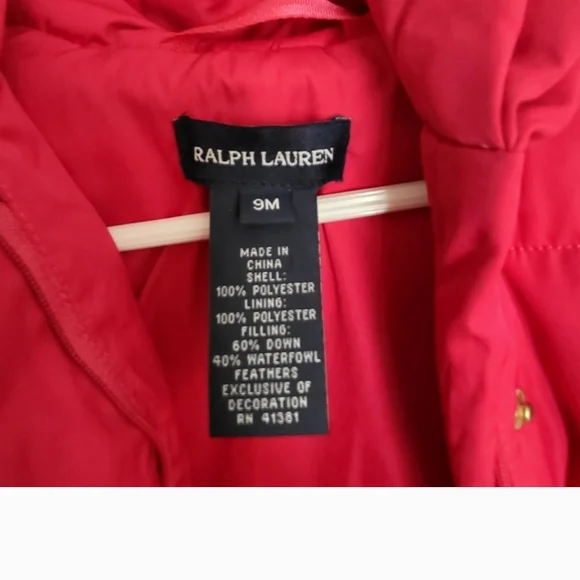 RALPH LAUREN
9M
MADE IN
CHINA
SHELL:
100% POLYESTER
LINING:
100% POLYESTER
FILLING:
60% DOWN
40% WATERFOWL
FEATHERS
EXCLUSIVE OF
DECORATION
RN 41381